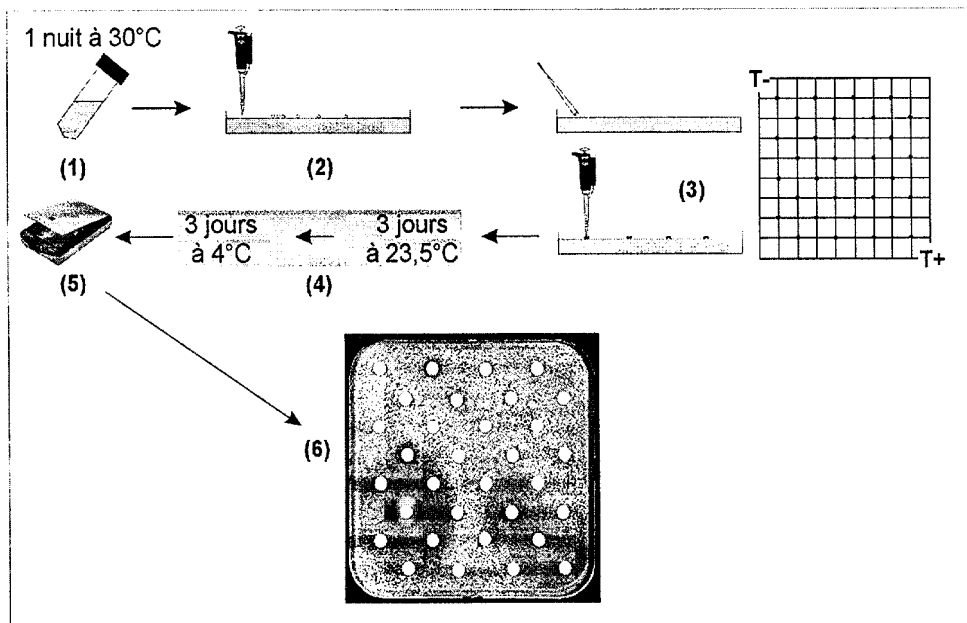 1 nuit à 30°C
(1)
(2)
(3)
T-
T+
3 jours
à 4°C
3 jours
à 23,5°C
(4)
(5)
(6)